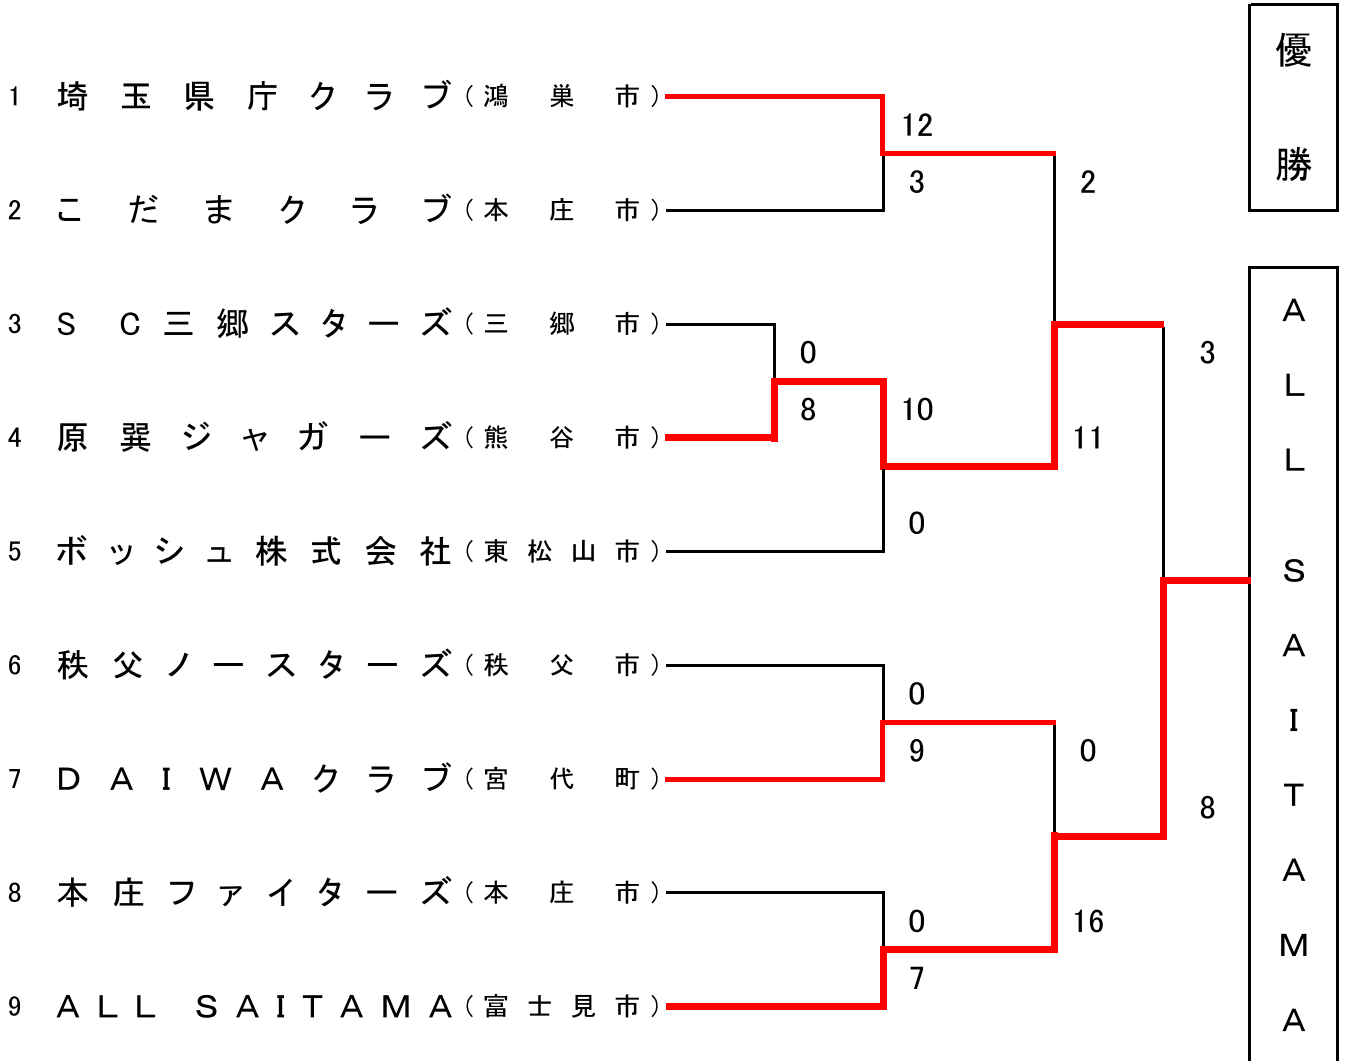 優勝
1 埼玉県庁クラブ(鴻巣市)
12
3
2
2 こだまクラブ(本庄市)
3 SC三郷スターズ(三郷市)
0
8
3
4 原巽ジャガーズ(熊谷市)
10
11
0
5 ボッシュ株式会社(東松山市)
6 秩父ノースターズ(秩父市)
0
9
0
7 DAIWAクラブ(宮代町)
8
8 本庄ファイターズ(本庄市)
0
7
16
9 ALL SAITAMA(富士見市)
ALL SAITAMA